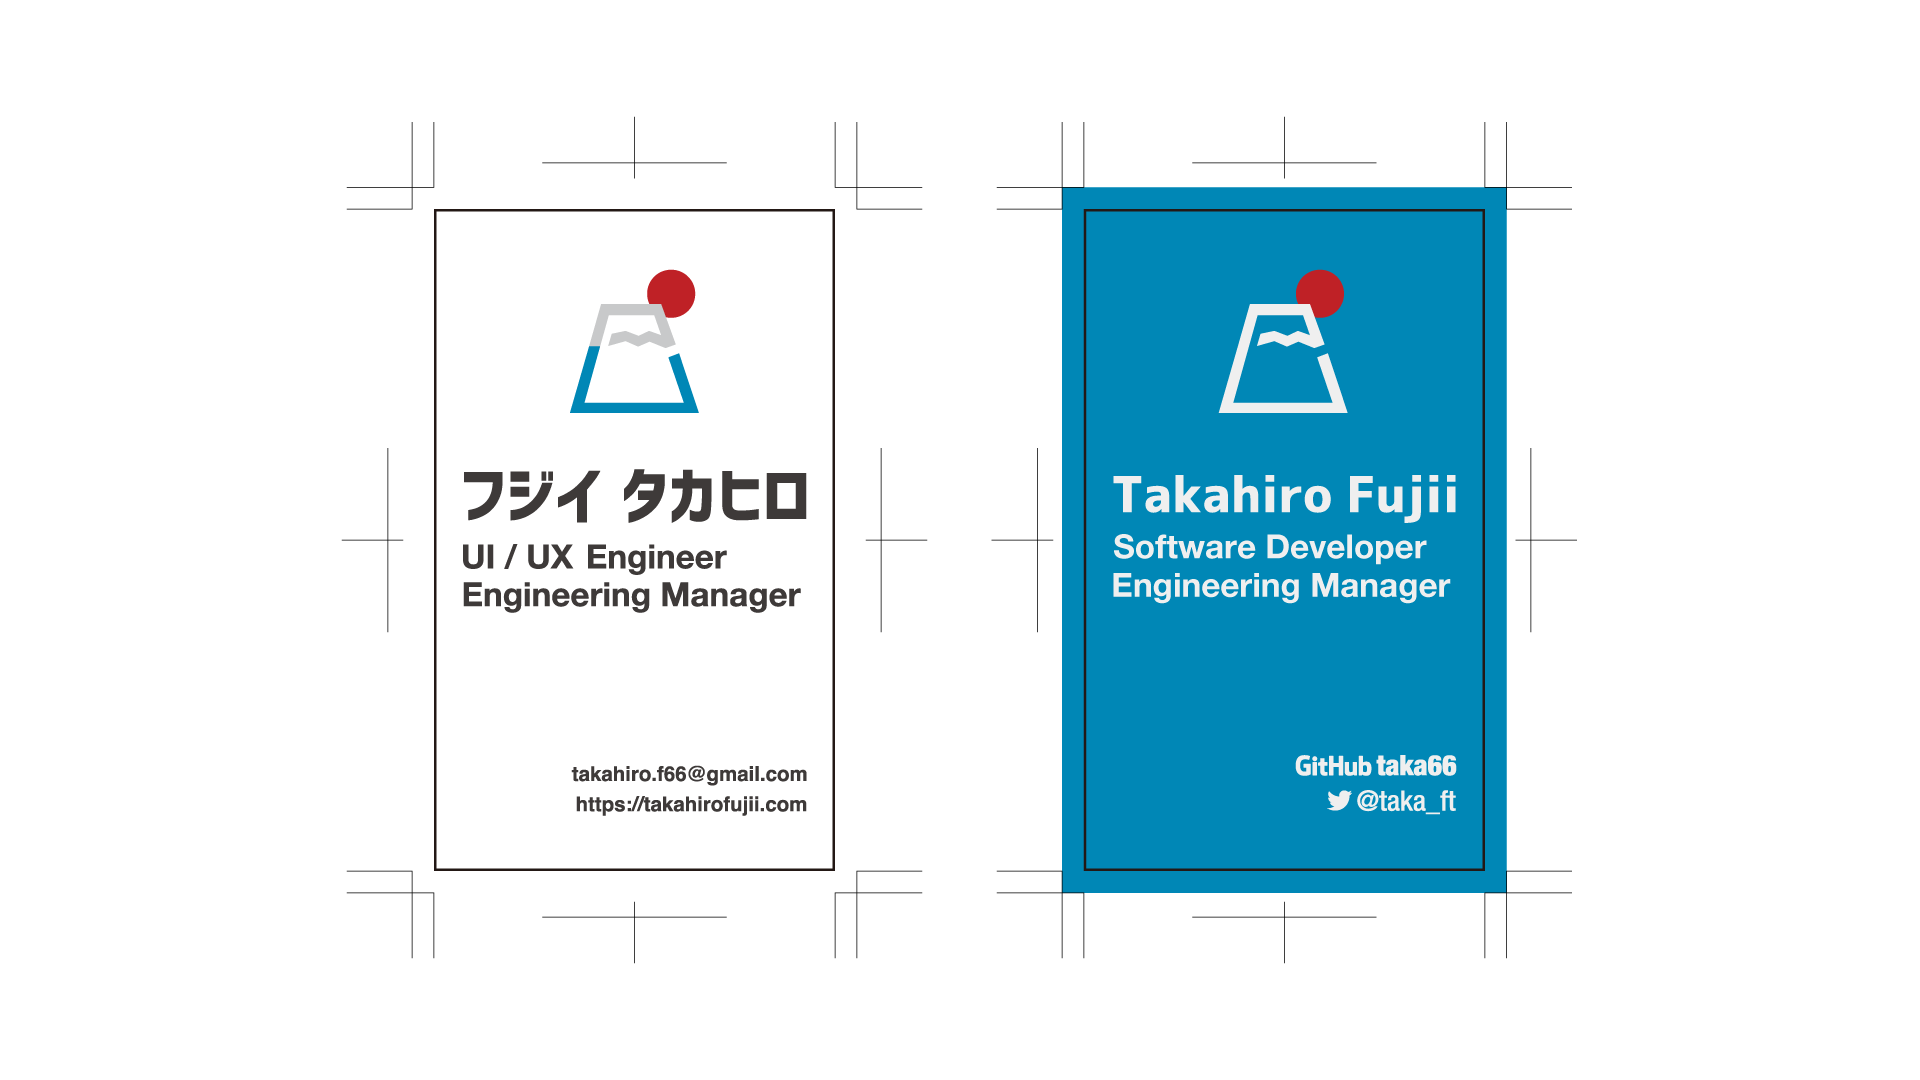 フジイ タカヒロ
UI / UX Engineer
Engineering Manager
takahiro.f66@gmail.com
https://takahirofujii.com
Takahiro Fujii
Software Developer
Engineering Manager
GitHub taka66
@taka_ft